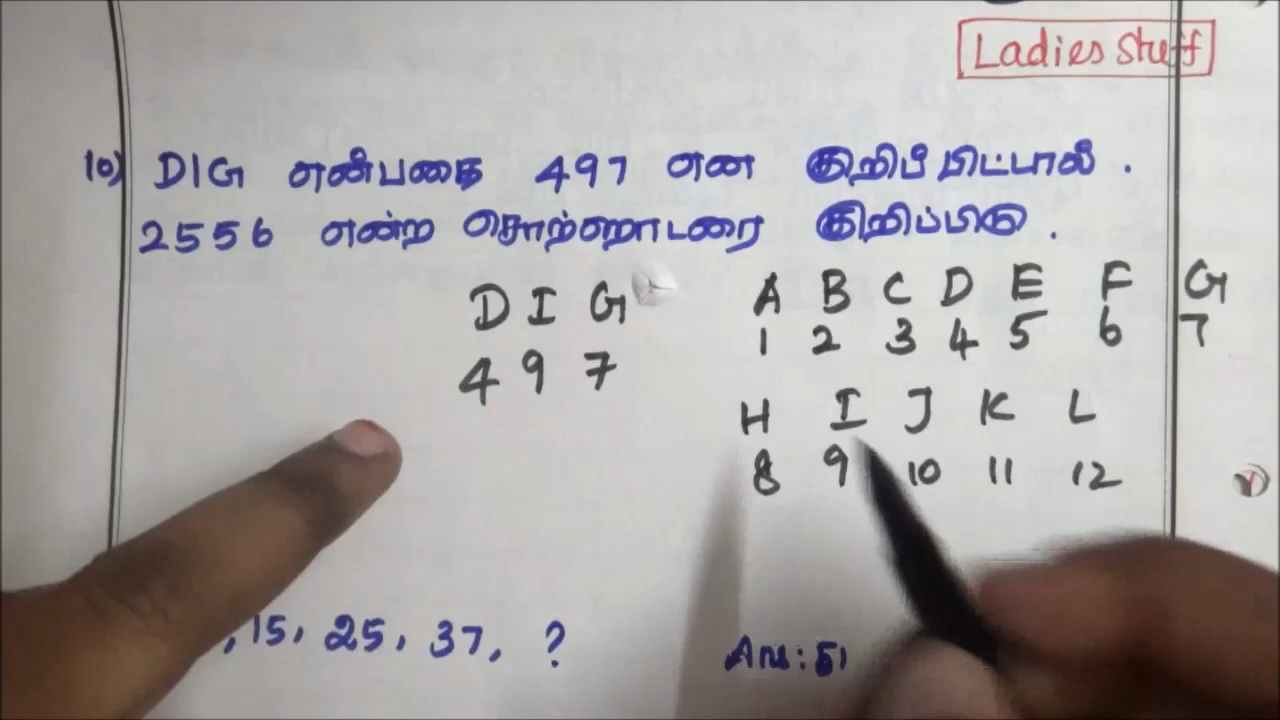 Ladies Stuff
10) DIG என்பதை 497 என குறிப்பிட்டால்.
2556 என்ற சொற்றொடரை குறிப்பிடு.
D I G
4 9 7
A B C D E F G
1 2 3 4 5 6 7
H I J K L
8 9 10 11 12
, 15, 25, 37, ?
Ans: 51